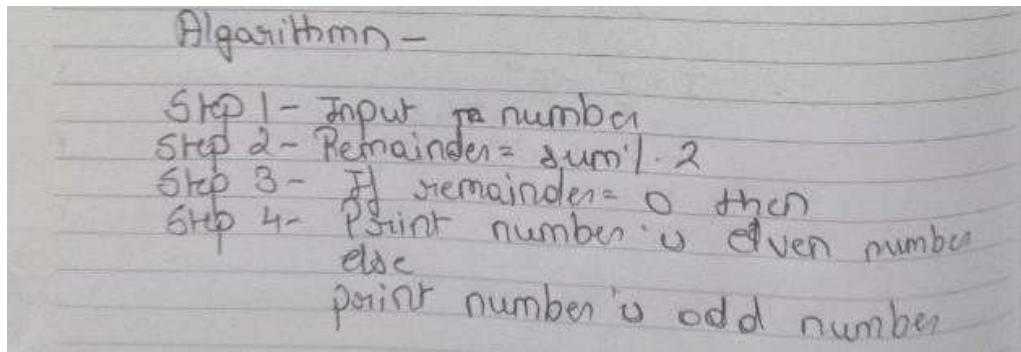 Algarithmn -
Step 1 - Input number
Step 2 - Remainder = sum % 2
Step 3 - If remainder = 0 then
Step 4 - Print number is even number
else
print number is odd number